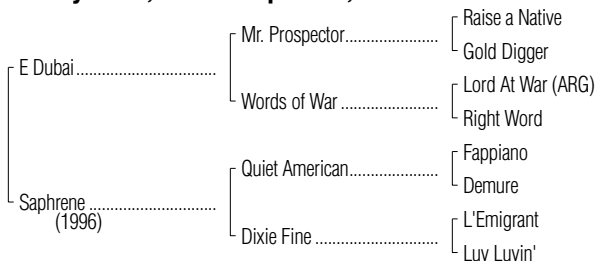 Raise a Native
Mr. Prospector
Gold Digger
E Dubai
Lord At War (ARG)
Words of War
Right Word
Fappiano
Quiet American
Demure
Saphrene
(1996)
L'Emigrant
Dixie Fine
Luv Luvin'